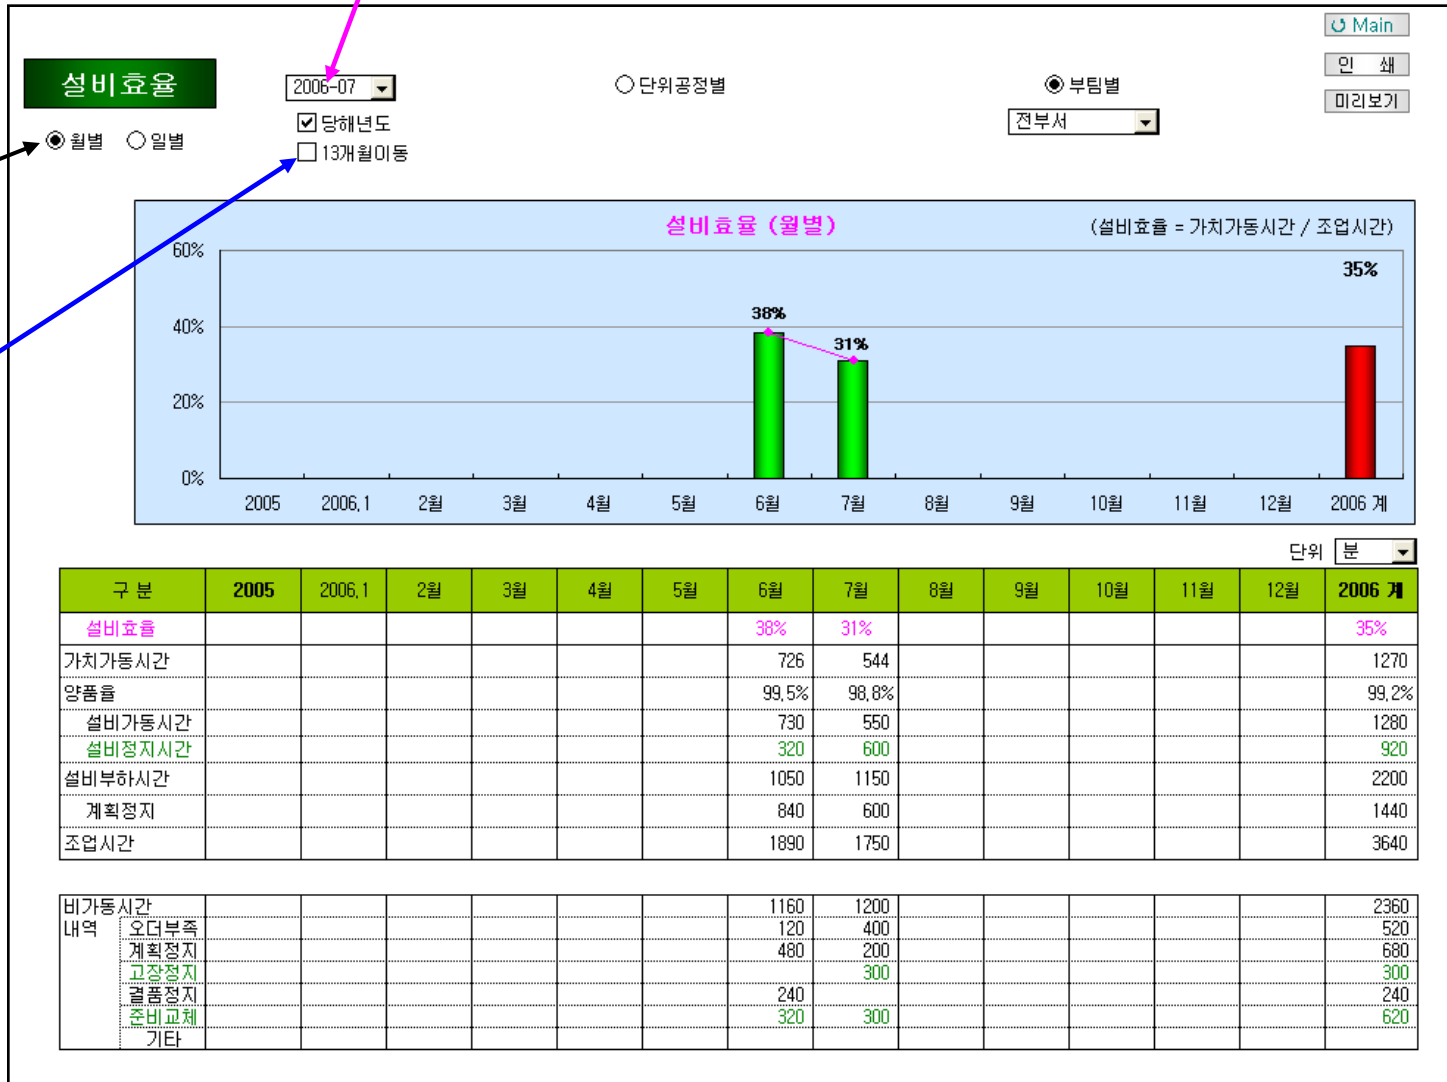 Main
인 쇄
미리보기
설비효율
2006-07
단위공정별
부팀별
전부서
당해년도
13개월이동
월별 일별
설비효율 (월별) (설비효율 = 가치가동시간 / 조업시간)
60%
40%
20%
0%
38%
31%
35%
2005 2006,1 2월 3월 4월 5월 6월 7월 8월 9월 10월 11월 12월 2006 계
단위 분
구 분 2005 2006,1 2월 3월 4월 5월 6월 7월 8월 9월 10월 11월 12월 2006 계
설비효율 38% 31% 35%
가치가동시간 726 544 1270
양품율 99,5% 98,8% 99,2%
설비가동시간 730 550 1280
설비정지시간 320 600 920
설비부하시간 1050 1150 2200
계획정지 840 600 1440
조업시간 1890 1750 3640
비가동시간 1160 1200 2360
내역 오더부족 120 400 520
계획정지 480 200 680
고장정지 300 300
결품정지 240 240
준비교체 320 300 620
기타